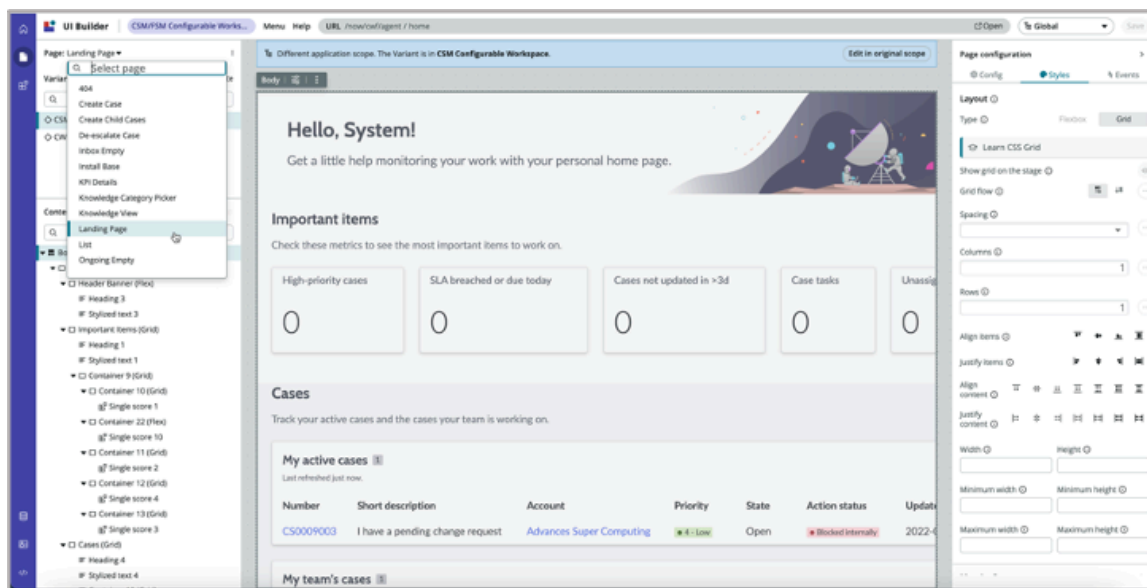 UI Builder
CSM/FSM Configurable Works...
Menu Help
URL /now/cwf/agent / home
Open
Global
Save
Page: Landing Page
Select page
404
Create Case
Create Child Cases
De-escalate Case
Inbox Empty
Install Base
KPI Details
Knowledge Category Picker
Knowledge View
Landing Page
List
Ongoing Empty
Header Banner (Flex)
Heading 3
Stylized text 3
Important Items (Grid)
Heading 1
Stylized text 1
Container 9 (Grid)
Container 10 (Grid)
Single score 1
Container 22 (Flex)
Single score 10
Container 11 (Grid)
Single score 2
Container 12 (Grid)
Single score 4
Container 13 (Grid)
Single score 3
Cases (Grid)
Heading 4
Stylized text 4
Different application scope. The Variant is in CSM Configurable Workspace.
Edit in original scope
Body
Hello, System!
Get a little help monitoring your work with your personal home page.
Important items
Check these metrics to see the most important items to work on.
High-priority cases
0
SLA breached or due today
0
Cases not updated in >3d
0
Case tasks
0
Unassig
0
Cases
Track your active cases and the cases your team is working on.
My active cases 1
Last refreshed just now.
Number Short description Account Priority State Action status Update
CS0009003 I have a pending change request Advances Super Computing 4 - Low Open Blocked internally 2022-0
My team's cases 1
Page configuration
Config Styles Events
Layout
Type Flexbox Grid
Learn CSS Grid
Show grid on the stage
Grid flow
Spacing
Columns
1
Rows
1
Align items
Justify items
Align content
Justify content
Width Height
Minimum width Minimum height
Maximum width Maximum height